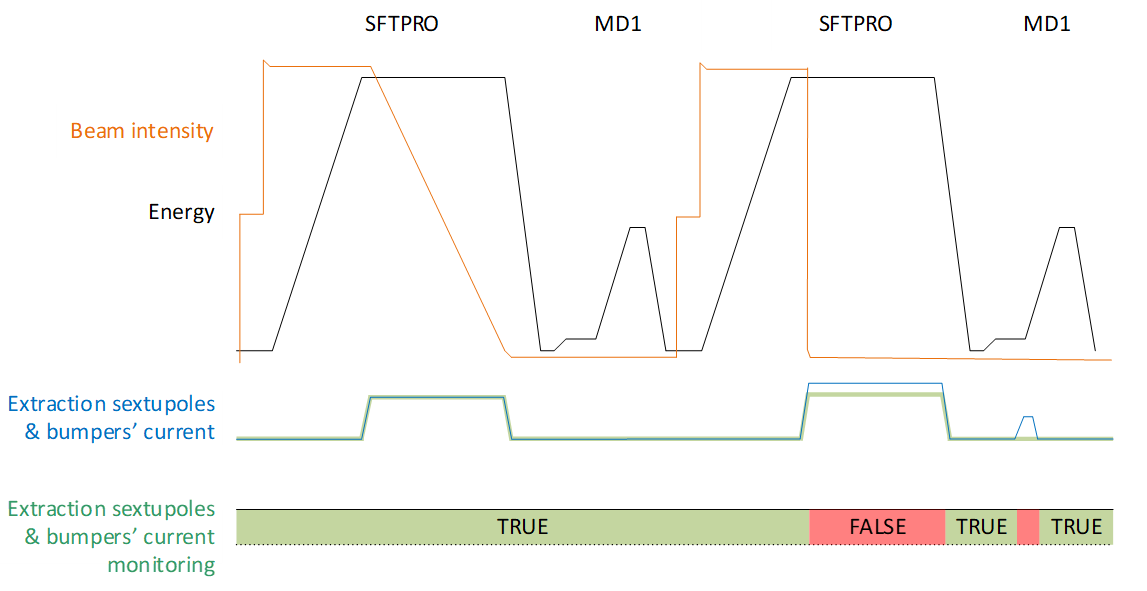 SFTPRO MD1 SFTPRO MD1
Beam intensity
Energy
Extraction sextupoles
& bumpers’ current
Extraction sextupoles
& bumpers’ current
monitoring
TRUE FALSE TRUE TRUE